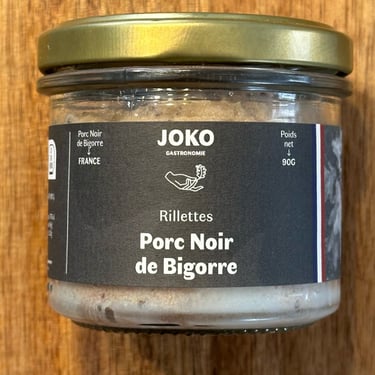 Porc Noir
de Bigorre
FRANCE
JOKO
GASTRONOMIE
Poids
net
90G
Rillettes
Porc Noir
de Bigorre